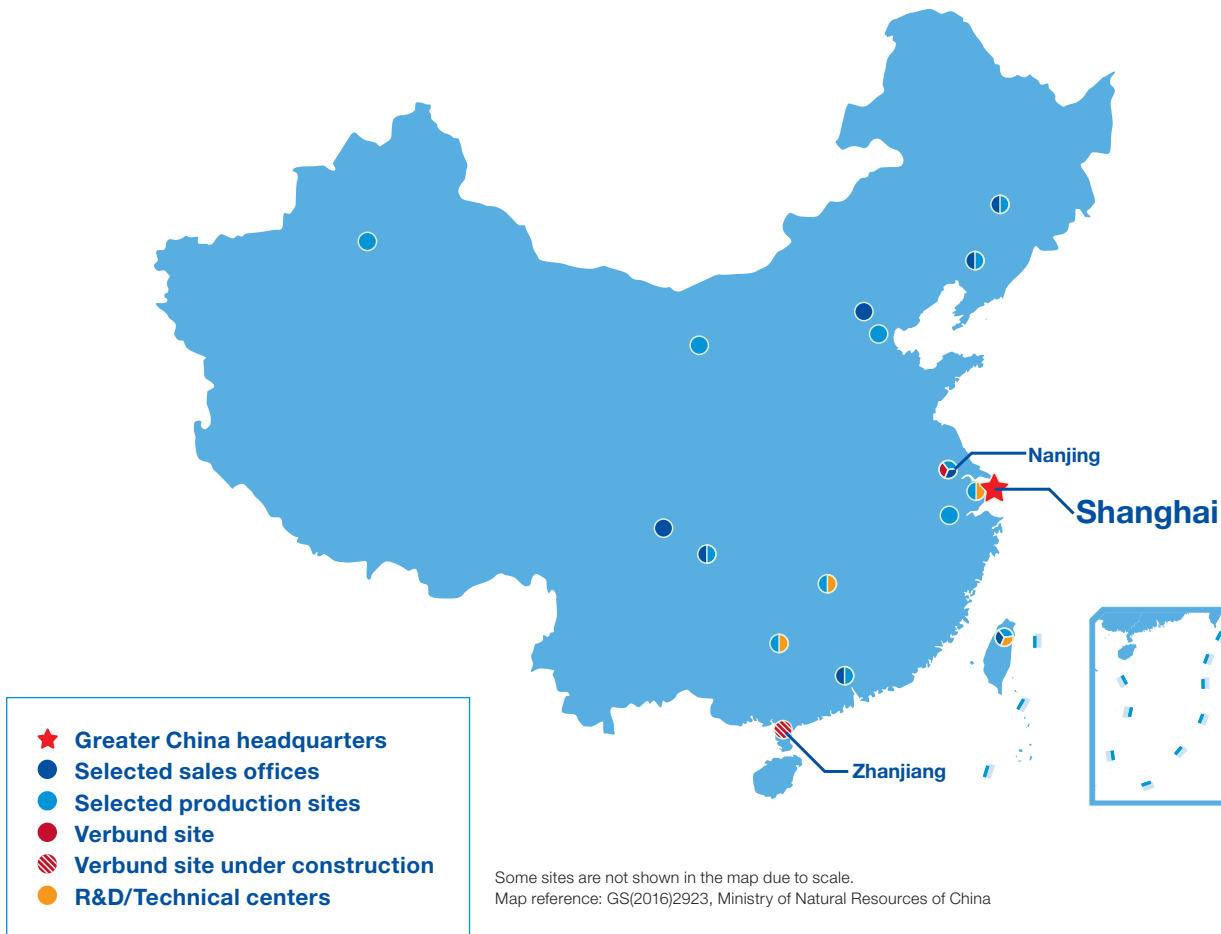 Nanjing
Shanghai
Zhanjiang
Greater China headquarters
Selected sales offices
Selected production sites
Verbund site
Verbund site under construction
R&D/Technical centers
Some sites are not shown in the map due to scale.
Map reference: GS(2016)2923, Ministry of Natural Resources of China